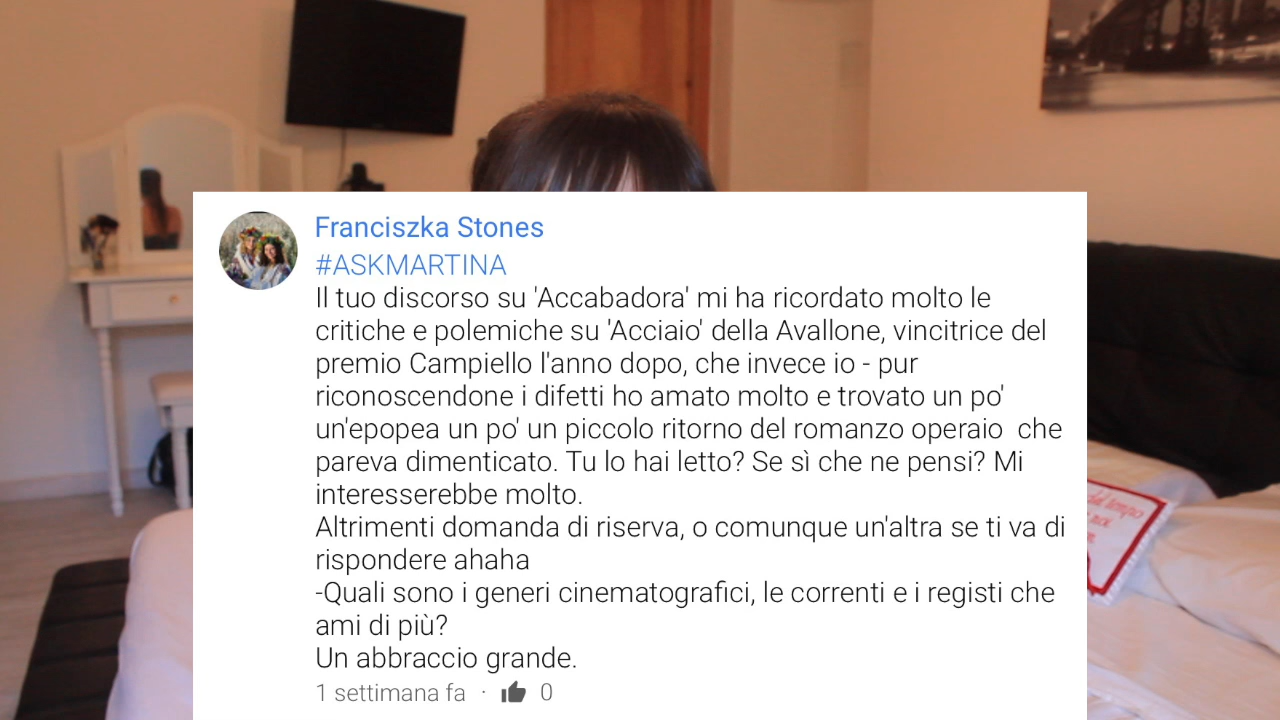 Franciszka Stones
#ASKMARTINA
Il tuo discorso su 'Accabadora' mi ha ricordato molto le
critiche e polemiche su 'Acciaio' della Avallone, vincitrice del
premio Campiello l'anno dopo, che invece io - pur
riconoscendone i difetti ho amato molto e trovato un po'
un'epopea un po' un piccolo ritorno del romanzo operaio  che
pareva dimenticato. Tu lo hai letto? Se sì che ne pensi? Mi
interesserebbe molto.
Altrimenti domanda di riserva, o comunque un'altra se ti va di
rispondere ahaha
-Quali sono i generi cinematografici, le correnti e i registi che
ami di più?
Un abbraccio grande.
1 settimana fa · 0
del tempo